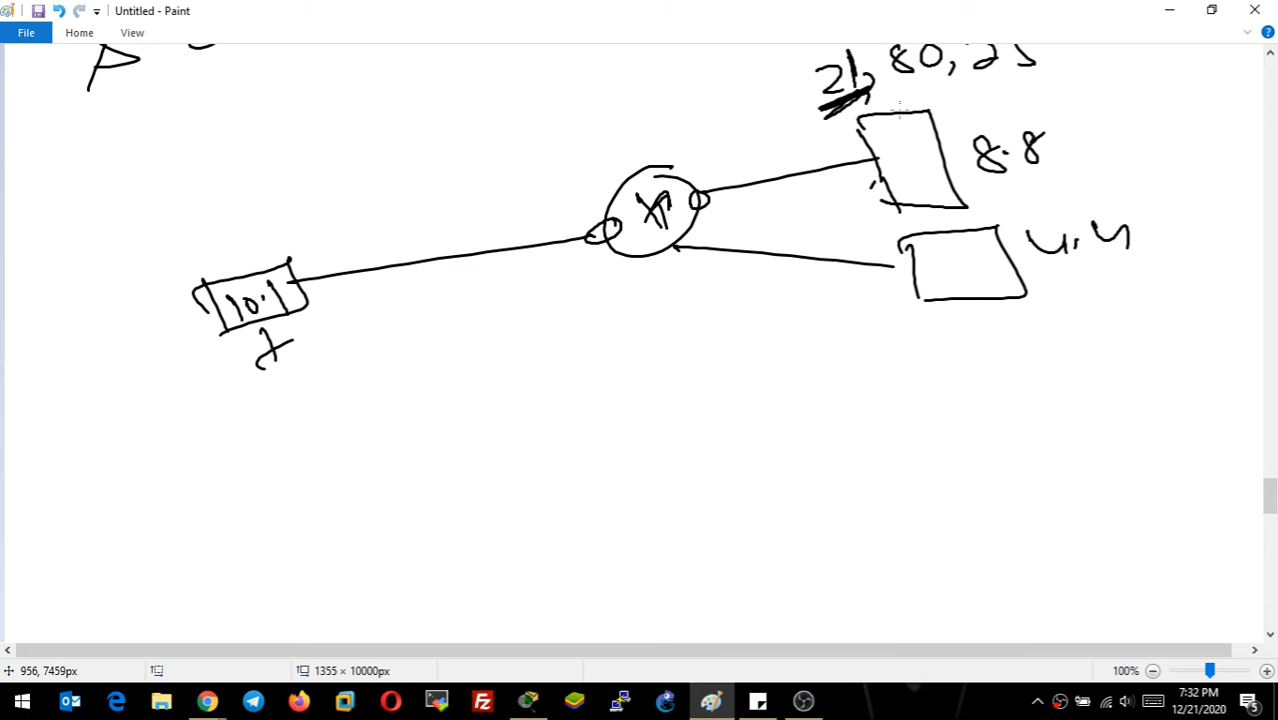 Untitled - Paint
File Home View
21, 80, 25
8.8
4.4
10.1
956, 7459px
1355 × 10000px
100%
7:32 PM
12/21/2020
5